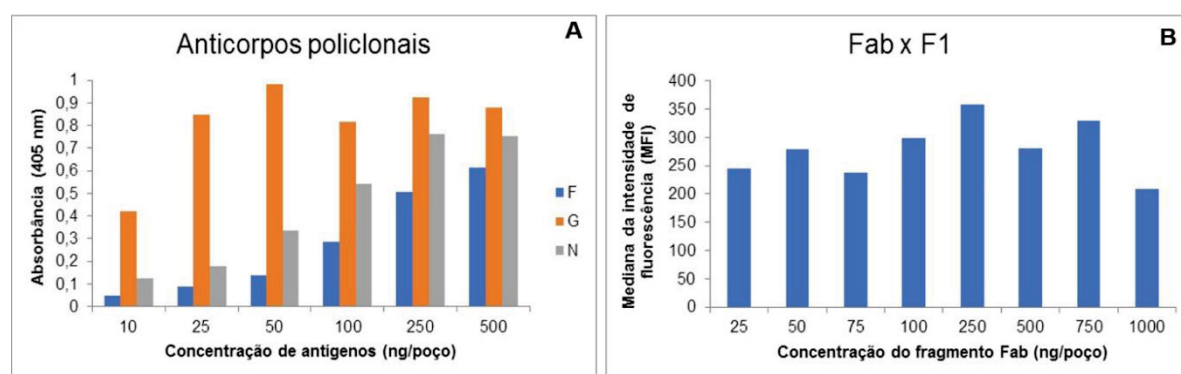 Anticorpos policlonais
A
Absorbância (405 nm)
1
0,9
0,8
0,7
0,6
0,5
0,4
0,3
0,2
0,1
0
10 25 50 100 250 500
Concentração de antígenos (ng/poço)
F
G
N
Fab x F1
B
Mediana da intensidade de
fluorescência (MFI)
400
350
300
250
200
150
100
50
0
25 50 75 100 250 500 750 1000
Concentração do fragmento Fab (ng/poço)